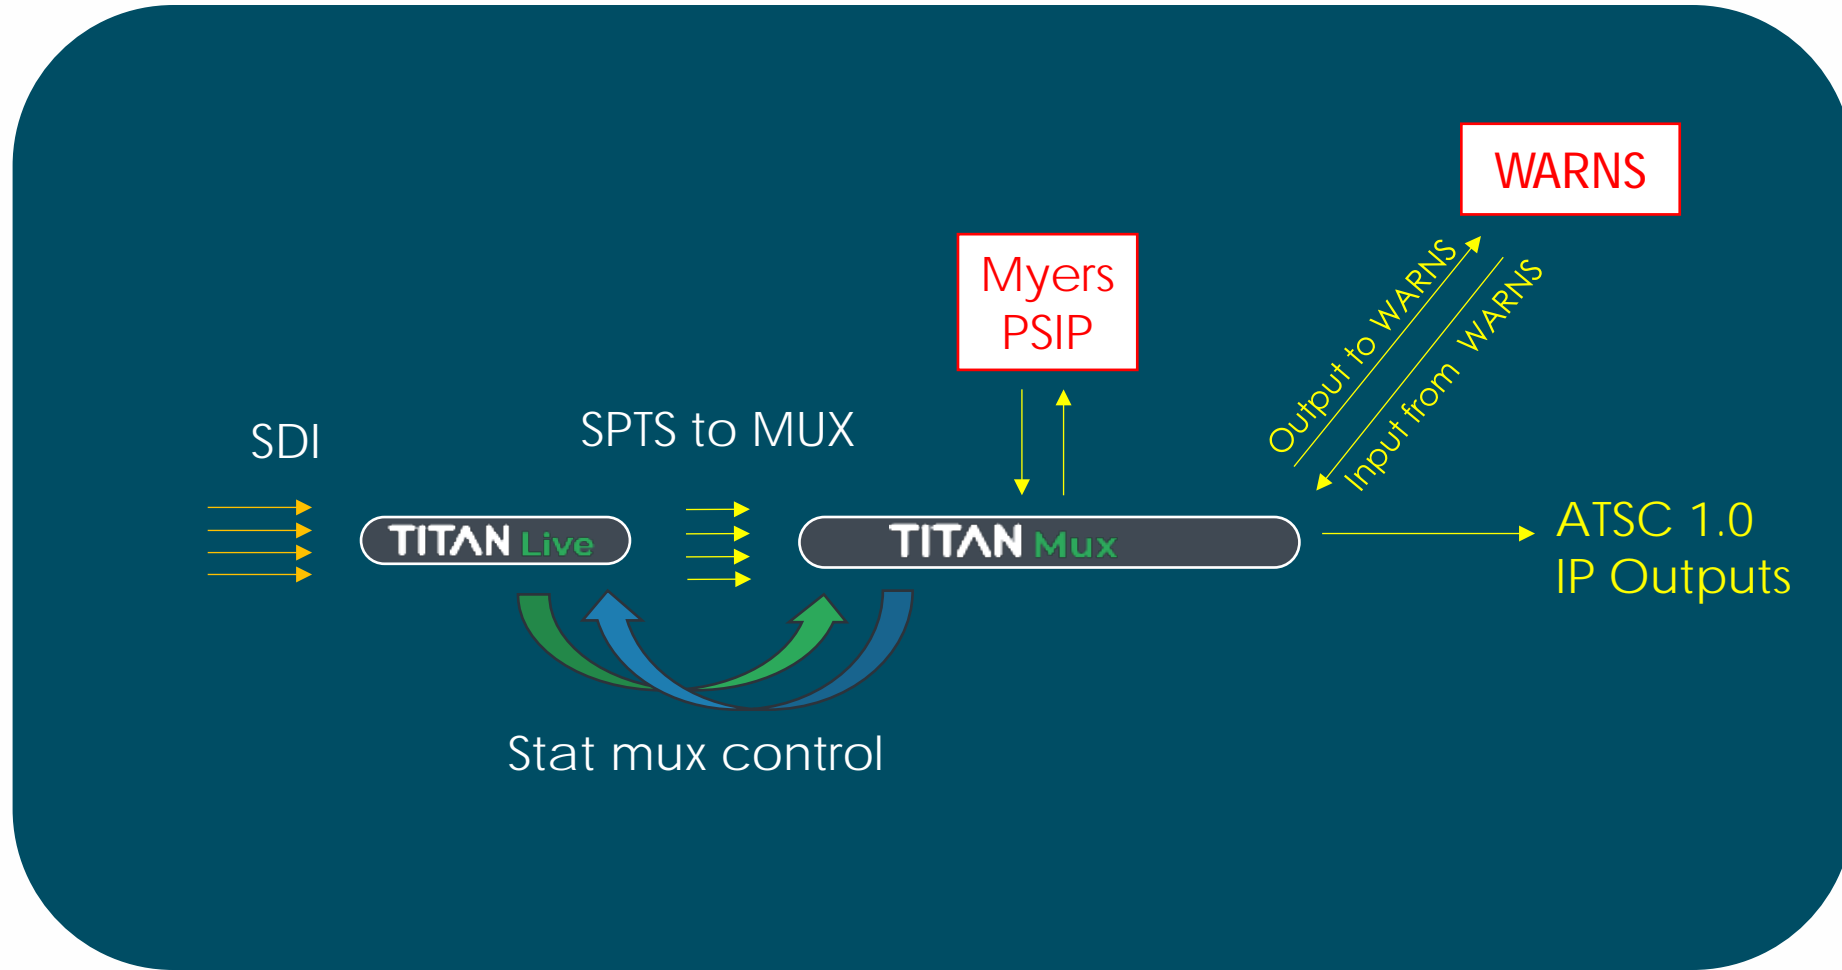 WARNS
Myers
PSIP
Output to WARNS
Input from WARNS
SDI
SPTS to MUX
TITAN Live
TITAN Mux
ATSC 1.0
IP Outputs
Stat mux control